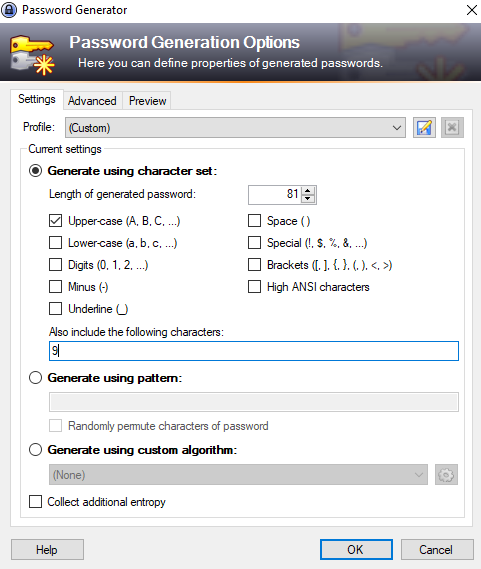 Password Generator
Password Generation Options
Here you can define properties of generated passwords.
Settings Advanced Preview
Profile: (Custom)
Current settings
Generate using character set:
Length of generated password: 81
Upper-case (A, B, C, ...) Space ( )
Lower-case (a, b, c, ...) Special (!, $, %, &, ...)
Digits (0, 1, 2, ...) Brackets ([, ], {, }, (, ), <, >)
Minus (-) High ANSI characters
Underline (_)
Also include the following characters:
9
Generate using pattern:
Randomly permute characters of password
Generate using custom algorithm:
(None)
Collect additional entropy
Help OK Cancel